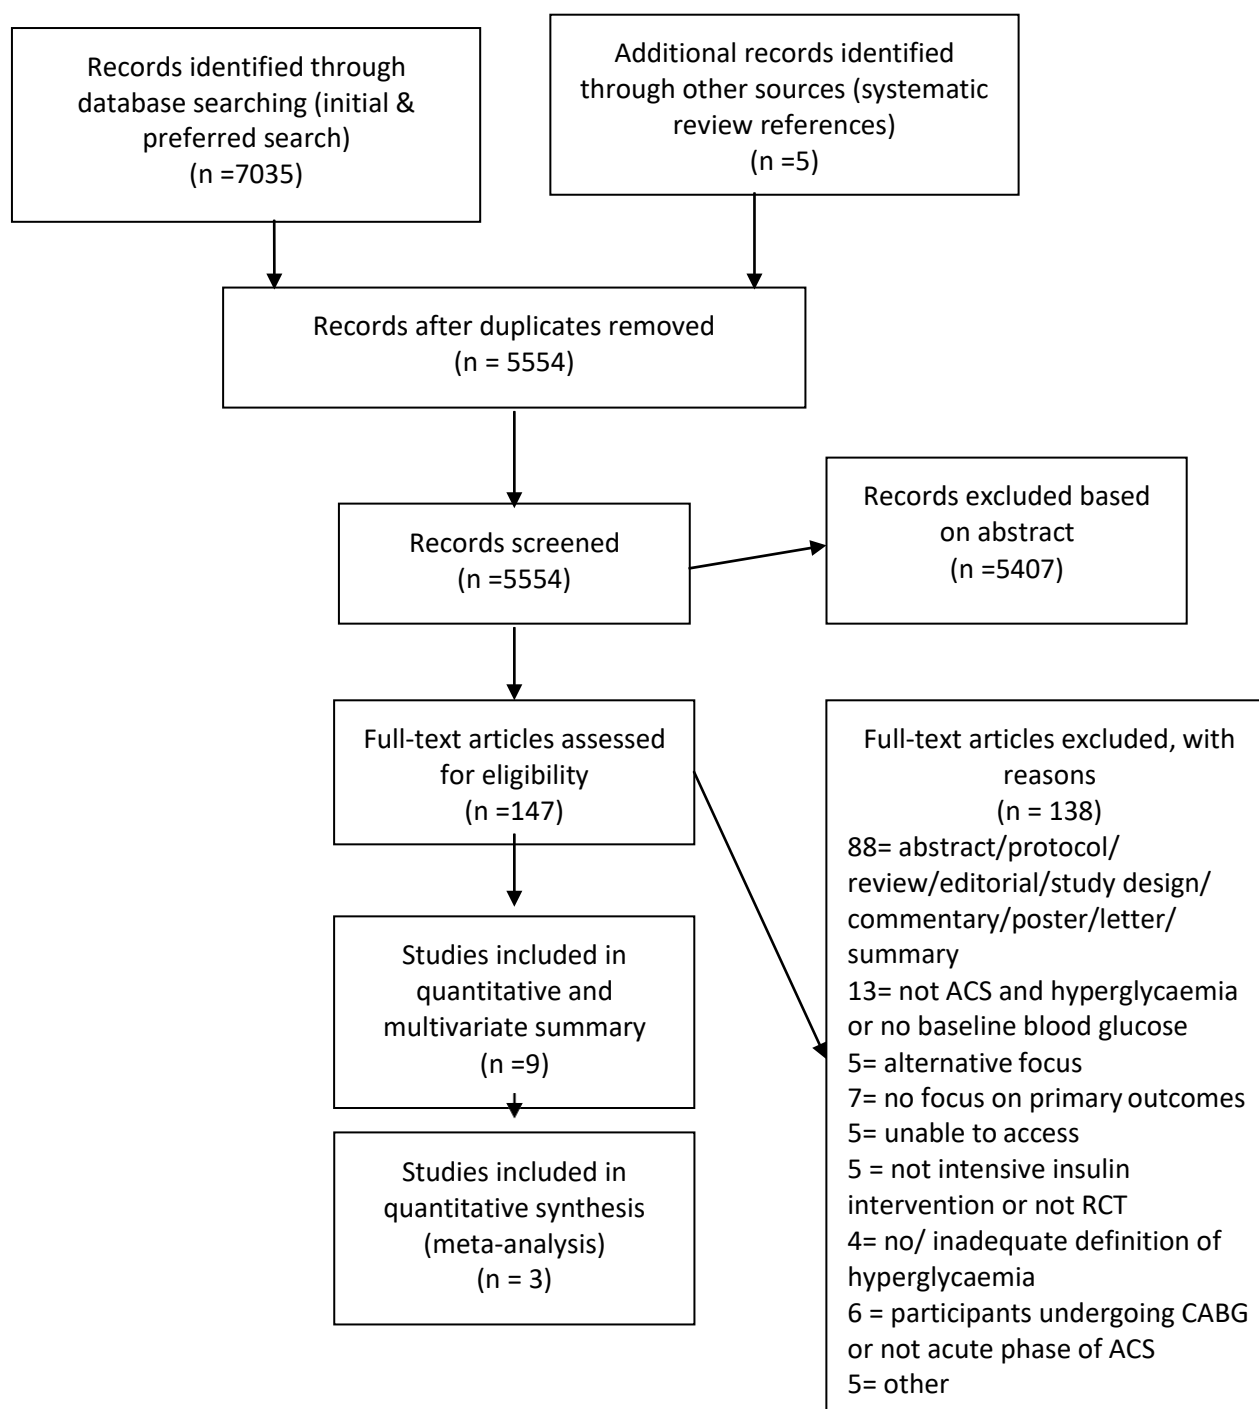 Records identified through
database searching (initial &
preferred search)
(n =7035)
Additional records identified
through other sources (systematic
review references)
(n =5)
Records after duplicates removed
(n = 5554)
Records screened
(n =5554)
Records excluded based
on abstract
(n =5407)
Full-text articles assessed
for eligibility
(n =147)
Full-text articles excluded, with
reasons
(n = 138)
88= abstract/protocol/
review/editorial/study design/
commentary/poster/letter/
summary
13= not ACS and hyperglycaemia
or no baseline blood glucose
5= alternative focus
7= no focus on primary outcomes
5= unable to access
5 = not intensive insulin
intervention or not RCT
4= no/ inadequate definition of
hyperglycaemia
6 = participants undergoing CABG
or not acute phase of ACS
5= other
Studies included in
quantitative and
multivariate summary
(n =9)
Studies included in
quantitative synthesis
(meta-analysis)
(n = 3)